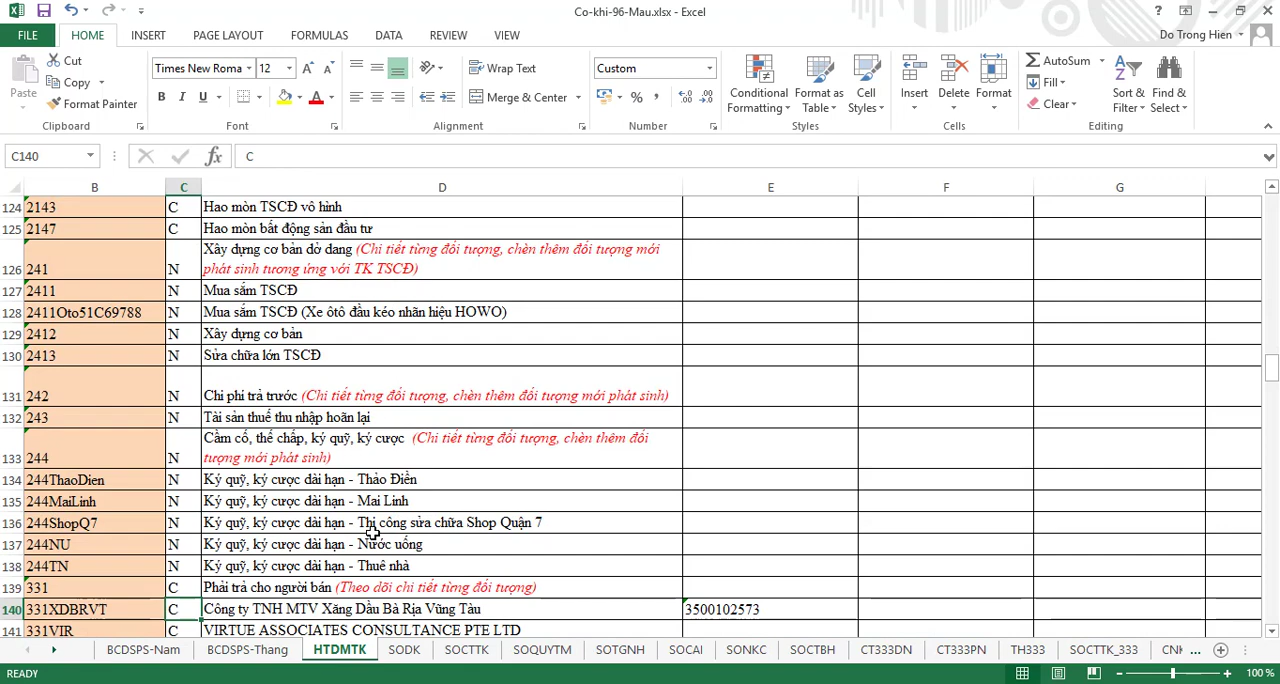 Co-khi-96-Mau.xlsx - Excel
?
FILE
HOME
INSERT
PAGE LAYOUT
FORMULAS
DATA
REVIEW
VIEW
Do Trong Hien
Paste
Cut
Copy
Format Painter
Clipboard
Times New Roma
12
B I U
Font
Wrap Text
Merge & Center
Alignment
Custom
%
Number
Conditional
Formatting
Format as
Table
Cell
Styles
Styles
Insert
Delete
Format
Cells
AutoSum
Fill
Clear
Sort &
Filter
Find &
Select
Editing
C140
fx
C
B C D E F G
124 2143 C Hao mòn TSCĐ vô hình
125 2147 C Hao mòn bất động sản đầu tư
126 241 N Xây dựng cơ bản dở dang (Chi tiết từng đối tượng, chèn thêm đối tượng mới
phát sinh tương ứng với TK TSCĐ)
127 2411 N Mua sắm TSCĐ
128 2411Oto51C69788 N Mua sắm TSCĐ (Xe ôtô đầu kéo nhãn hiệu HOWO)
129 2412 N Xây dựng cơ bản
130 2413 N Sửa chữa lớn TSCĐ
131 242 N Chi phí trả trước (Chi tiết từng đối tượng, chèn thêm đối tượng mới phát sinh)
132 243 N Tài sản thuế thu nhập hoãn lại
133 244 N Cầm cố, thế chấp, ký quỹ, ký cược (Chi tiết từng đối tượng, chèn thêm đối
tượng mới phát sinh)
134 244ThaoDien N Ký quỹ, ký cược dài hạn - Thảo Điền
135 244MaiLinh N Ký quỹ, ký cược dài hạn - Mai Linh
136 244ShopQ7 N Ký quỹ, ký cược dài hạn - Thi công sửa chữa Shop Quận 7
137 244NU N Ký quỹ, ký cược dài hạn - Nước uống
138 244TN N Ký quỹ, ký cược dài hạn - Thuê nhà
139 331 C Phải trả cho người bán (Theo dõi chi tiết từng đối tượng)
140 331XDBRVT C Công ty TNH MTV Xăng Dầu Bà Rịa Vũng Tàu 3500102573
141 331VIR C VIRTUE ASSOCIATES CONSULTANCE PTE LTD
BCDSPS-Nam
BCDSPS-Thang
HTDMTK
SODK
SOCTTK
SOQUYTM
SOTGNH
SOCAI
SONKC
SOCTBH
CT333DN
CT333PN
TH333
SOCTTK_333
CNK ...
READY
100 %